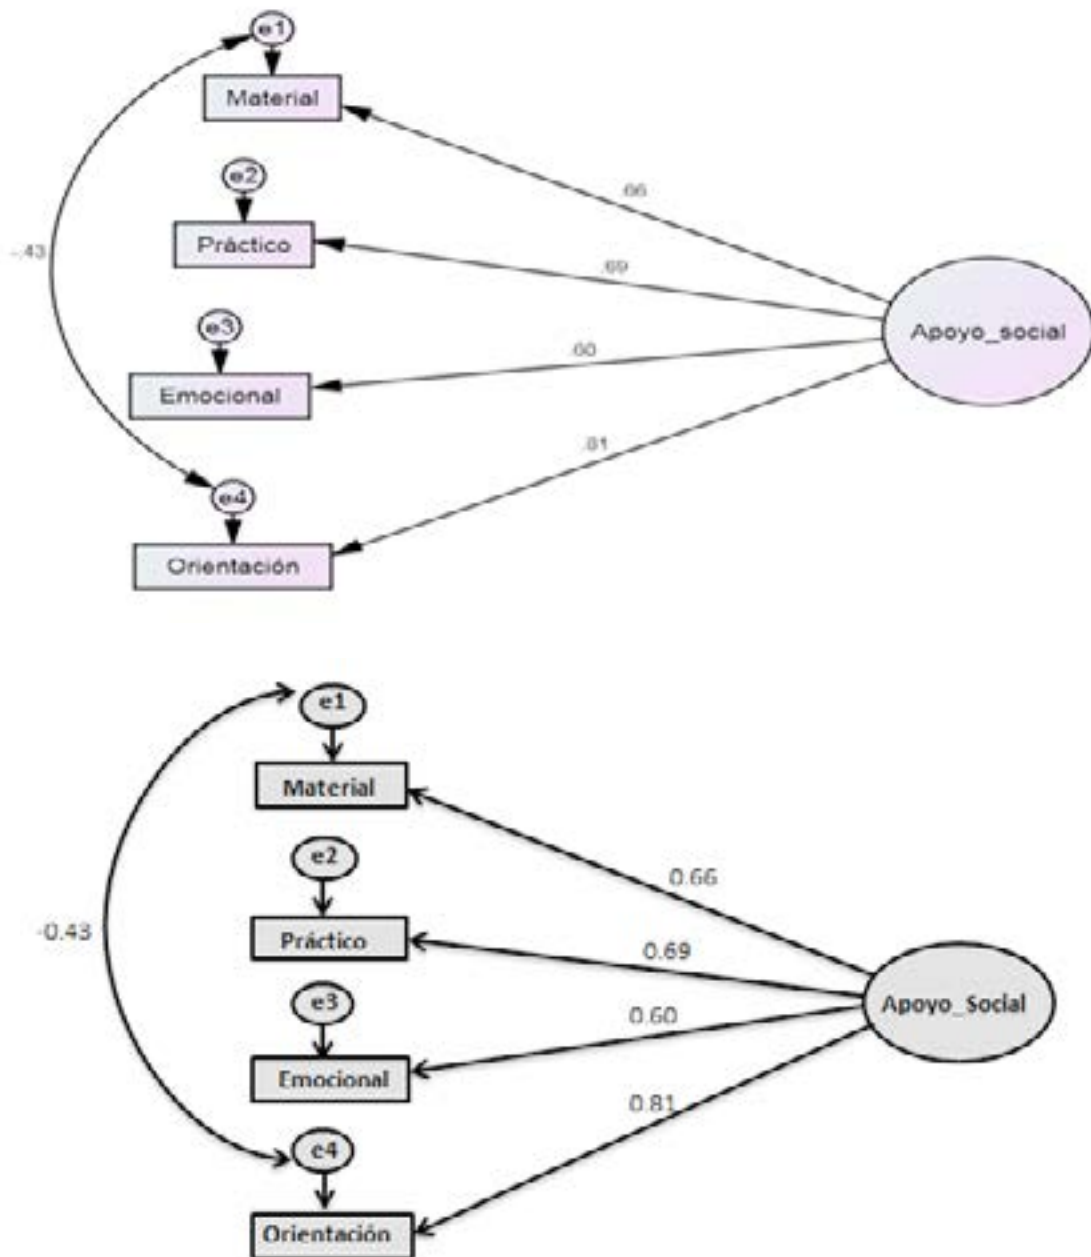 e1
Material
.66
e2
-.43
Práctico
.69
e3
Apoyo_social
.60
Emocional
.81
e4
Orientación
e1
Material
e2
0.66
-0.43
Práctico
0.69
e3
Apoyo_Social
0.60
Emocional
0.81
e4
Orientación